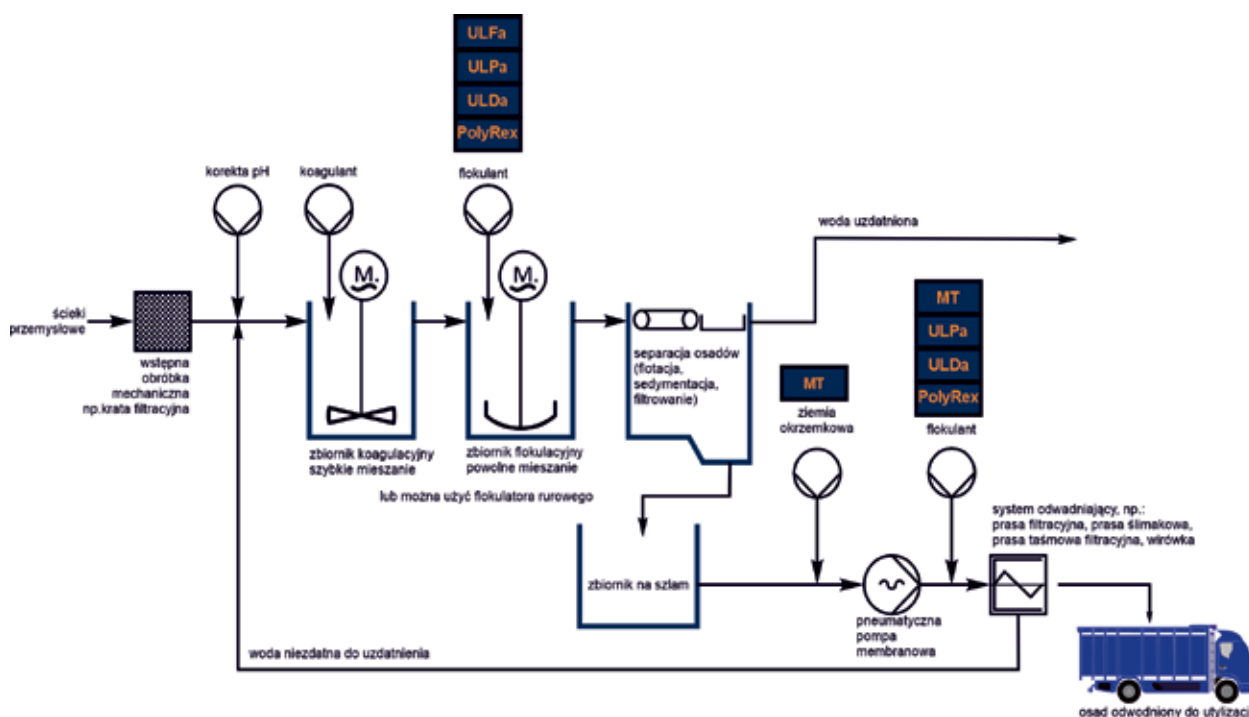 ULFa
ULPa
ULDa
PolyRex
korekta pH
koagulant
flokulant
woda uzdatniona
M.
M.
ścieki
przemysłowe
wstępna
obróbka
mechaniczna
np.krata filtracyjna
separacja osadów
(flotacja,
sedymentacja,
filtrowanie)
MT
ziemia
okrzemkowa
MT
ULPa
ULDa
PolyRex
flokulant
zbiornik koagulacyjny
szybkie mieszanie
zbiornik flokulacyjny
powolne mieszanie
lub można użyć flokulatora rurowego
system odwadniający, np.:
prasa filtracyjna, prasa ślimakowa,
prasa taśmowa filtracyjna, wirówka
zbiornik na szlam
pneumatyczna
pompa
membranowa
woda niezdatna do uzdatnienia
osad odwodniony do utylizacj